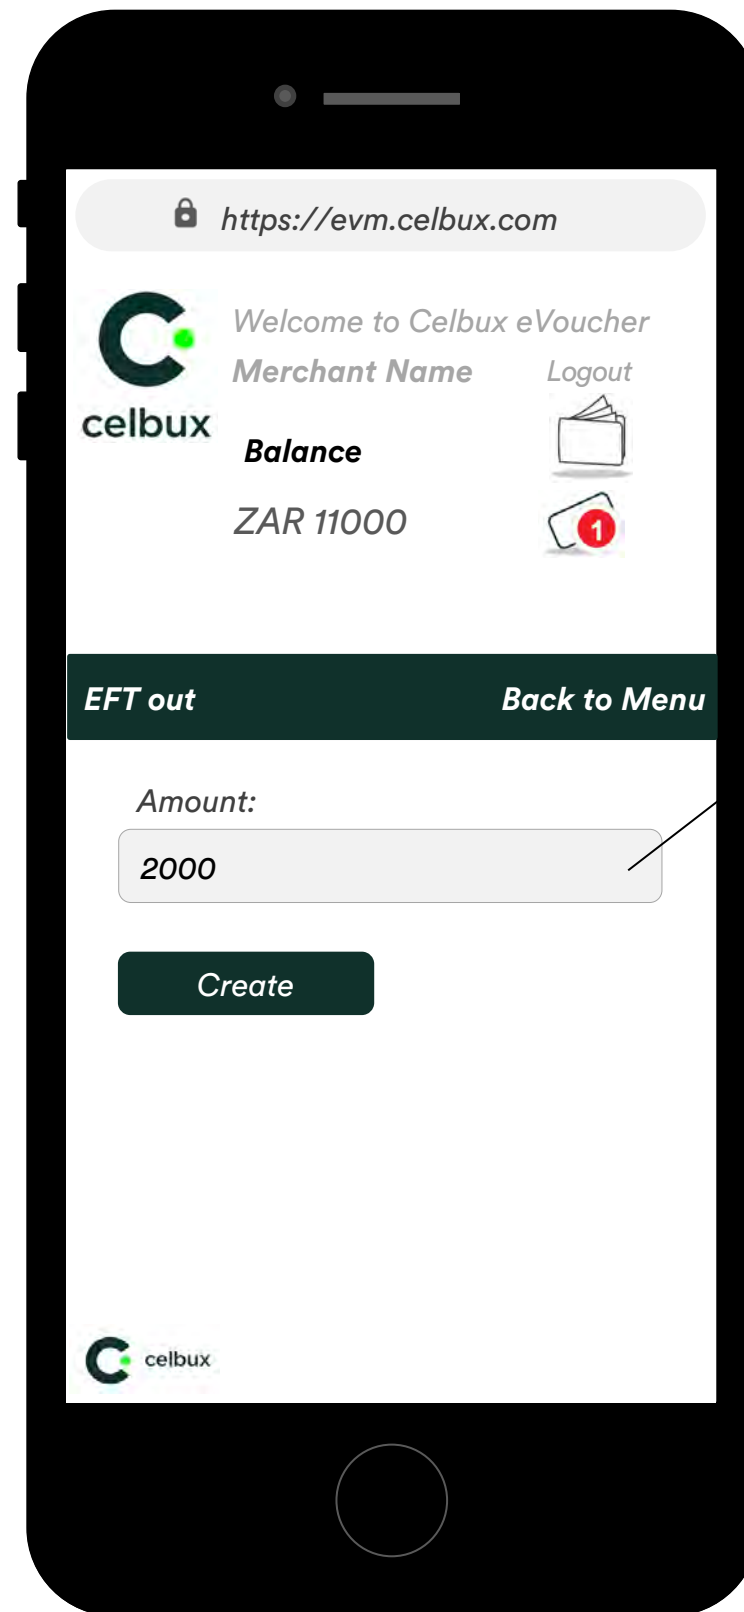 https://evm.celbux.com
Welcome to Celbux eVoucher
Merchant Name Logout
celbux
Balance
ZAR 11000
1
EFT out Back to Menu
Amount:
2000
Create
celbux